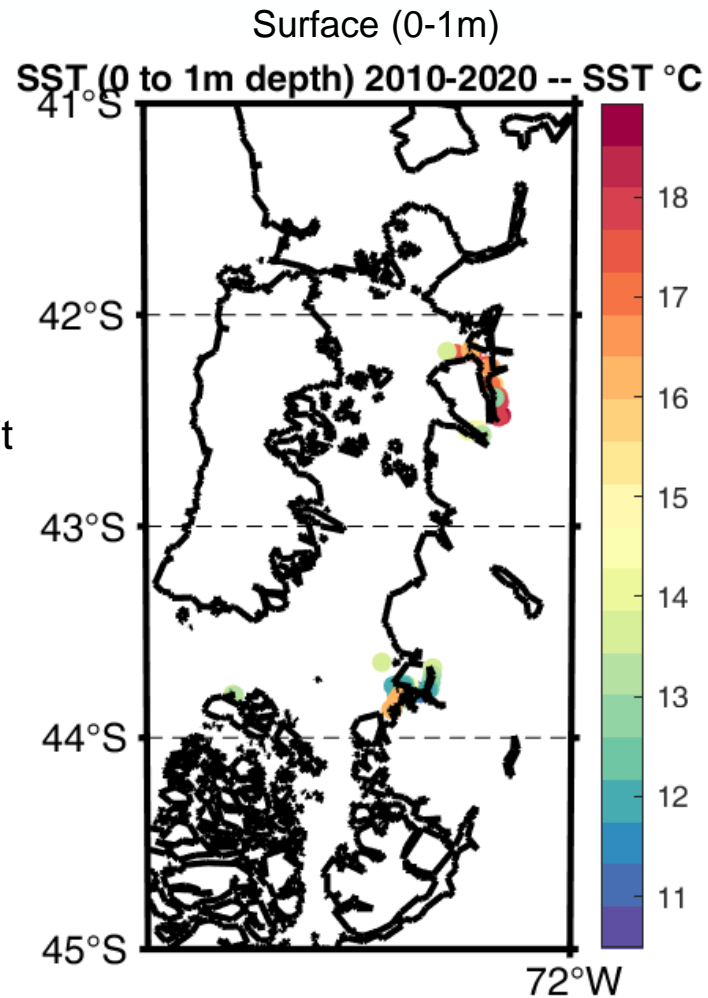 Surface (0-1m)
SST (0 to 1m depth) 2010-2020 -- SST °C
41°S
42°S
t
43°S
44°S
45°S
72°W
18
17
16
15
14
13
12
11